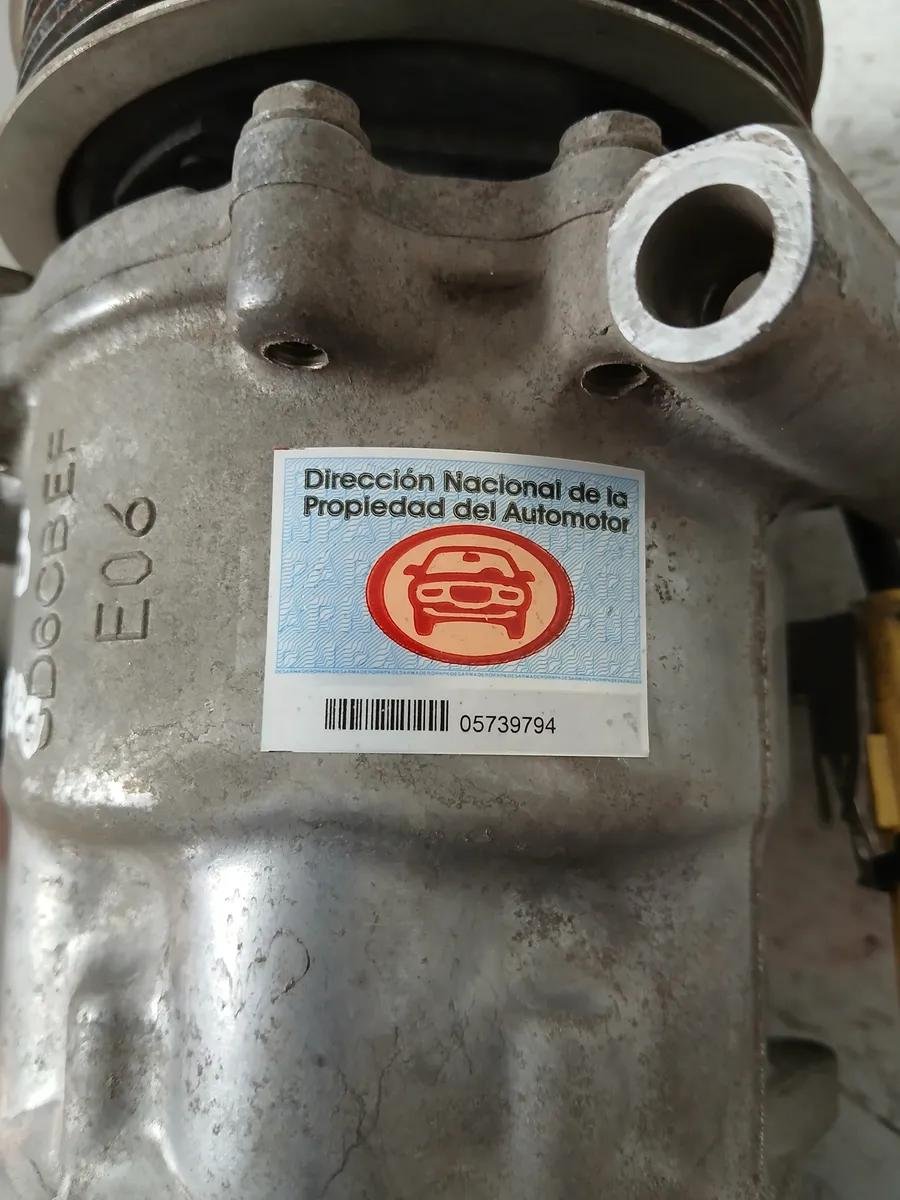 Dirección Nacional de la
Propiedad del Automotor
05739794
E06